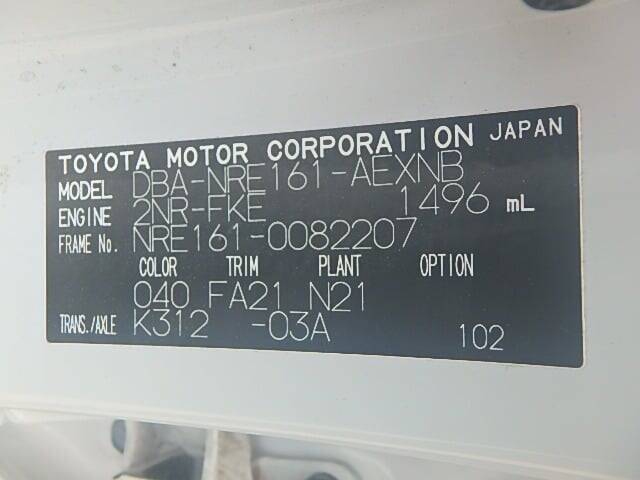 TOYOTA MOTOR CORPORATION JAPAN
MODEL DBA-NRE161-AEXNB
ENGINE 2NR-FKE 1496 mL
FRAME No. NRE161-0082207
COLOR TRIM PLANT OPTION
040 FA21 N21
TRANS./AXLE K312 -03A 102